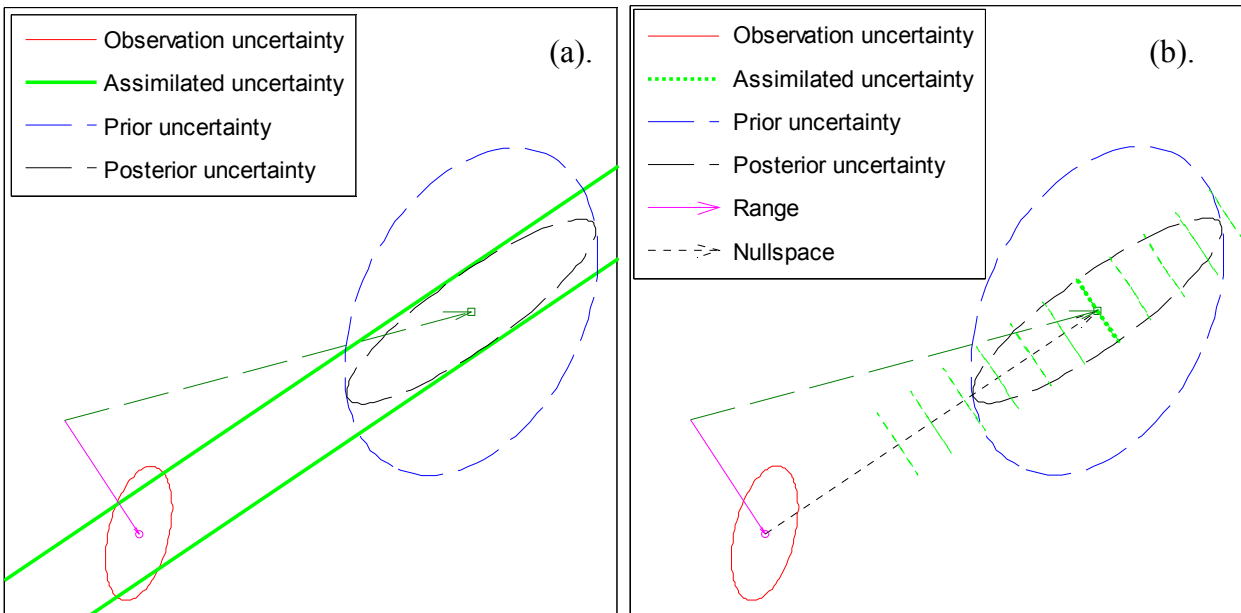 Observation uncertainty
Assimilated uncertainty
Prior uncertainty
Posterior uncertainty
(a).
Observation uncertainty
Assimilated uncertainty
Prior uncertainty
Posterior uncertainty
Range
Nullspace
(b).